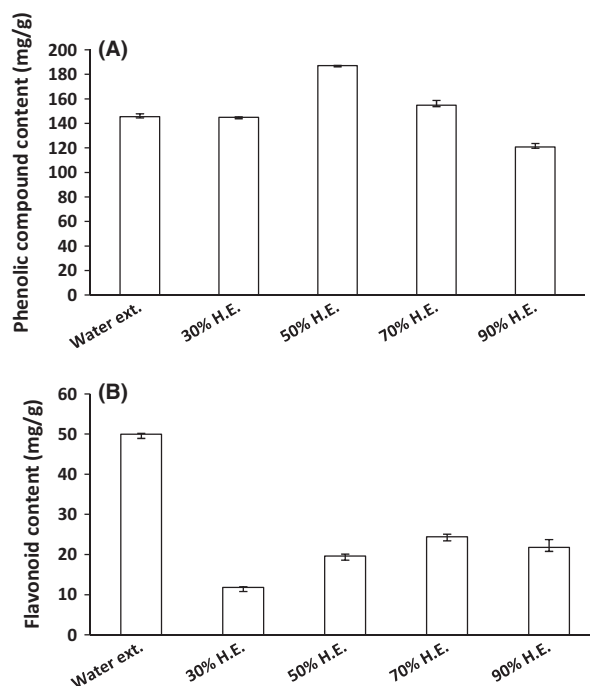 (A)
Phenolic compound content (mg/g)
200
180
160
140
120
100
80
60
40
20
0
Water ext.
30% H.E.
50% H.E.
70% H.E.
90% H.E.
(B)
Flavonoid content (mg/g)
60
50
40
30
20
10
0
Water ext.
30% H.E.
50% H.E.
70% H.E.
90% H.E.